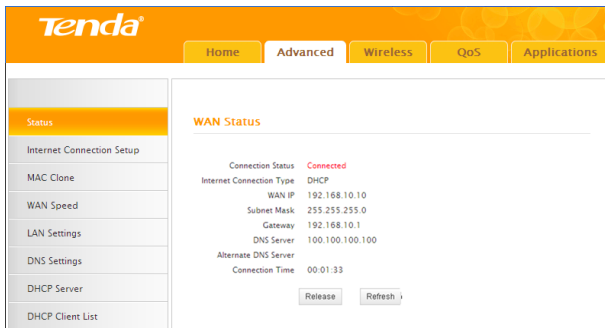 Tenda®
Home Advanced Wireless QoS Applications
Status
Internet Connection Setup
MAC Clone
WAN Speed
LAN Settings
DNS Settings
DHCP Server
DHCP Client List
WAN Status
Connection Status Connected
Internet Connection Type DHCP
WAN IP 192.168.10.10
Subnet Mask 255.255.255.0
Gateway 192.168.10.1
DNS Server 100.100.100.100
Alternate DNS Server
Connection Time 00:01:33
Release Refresh